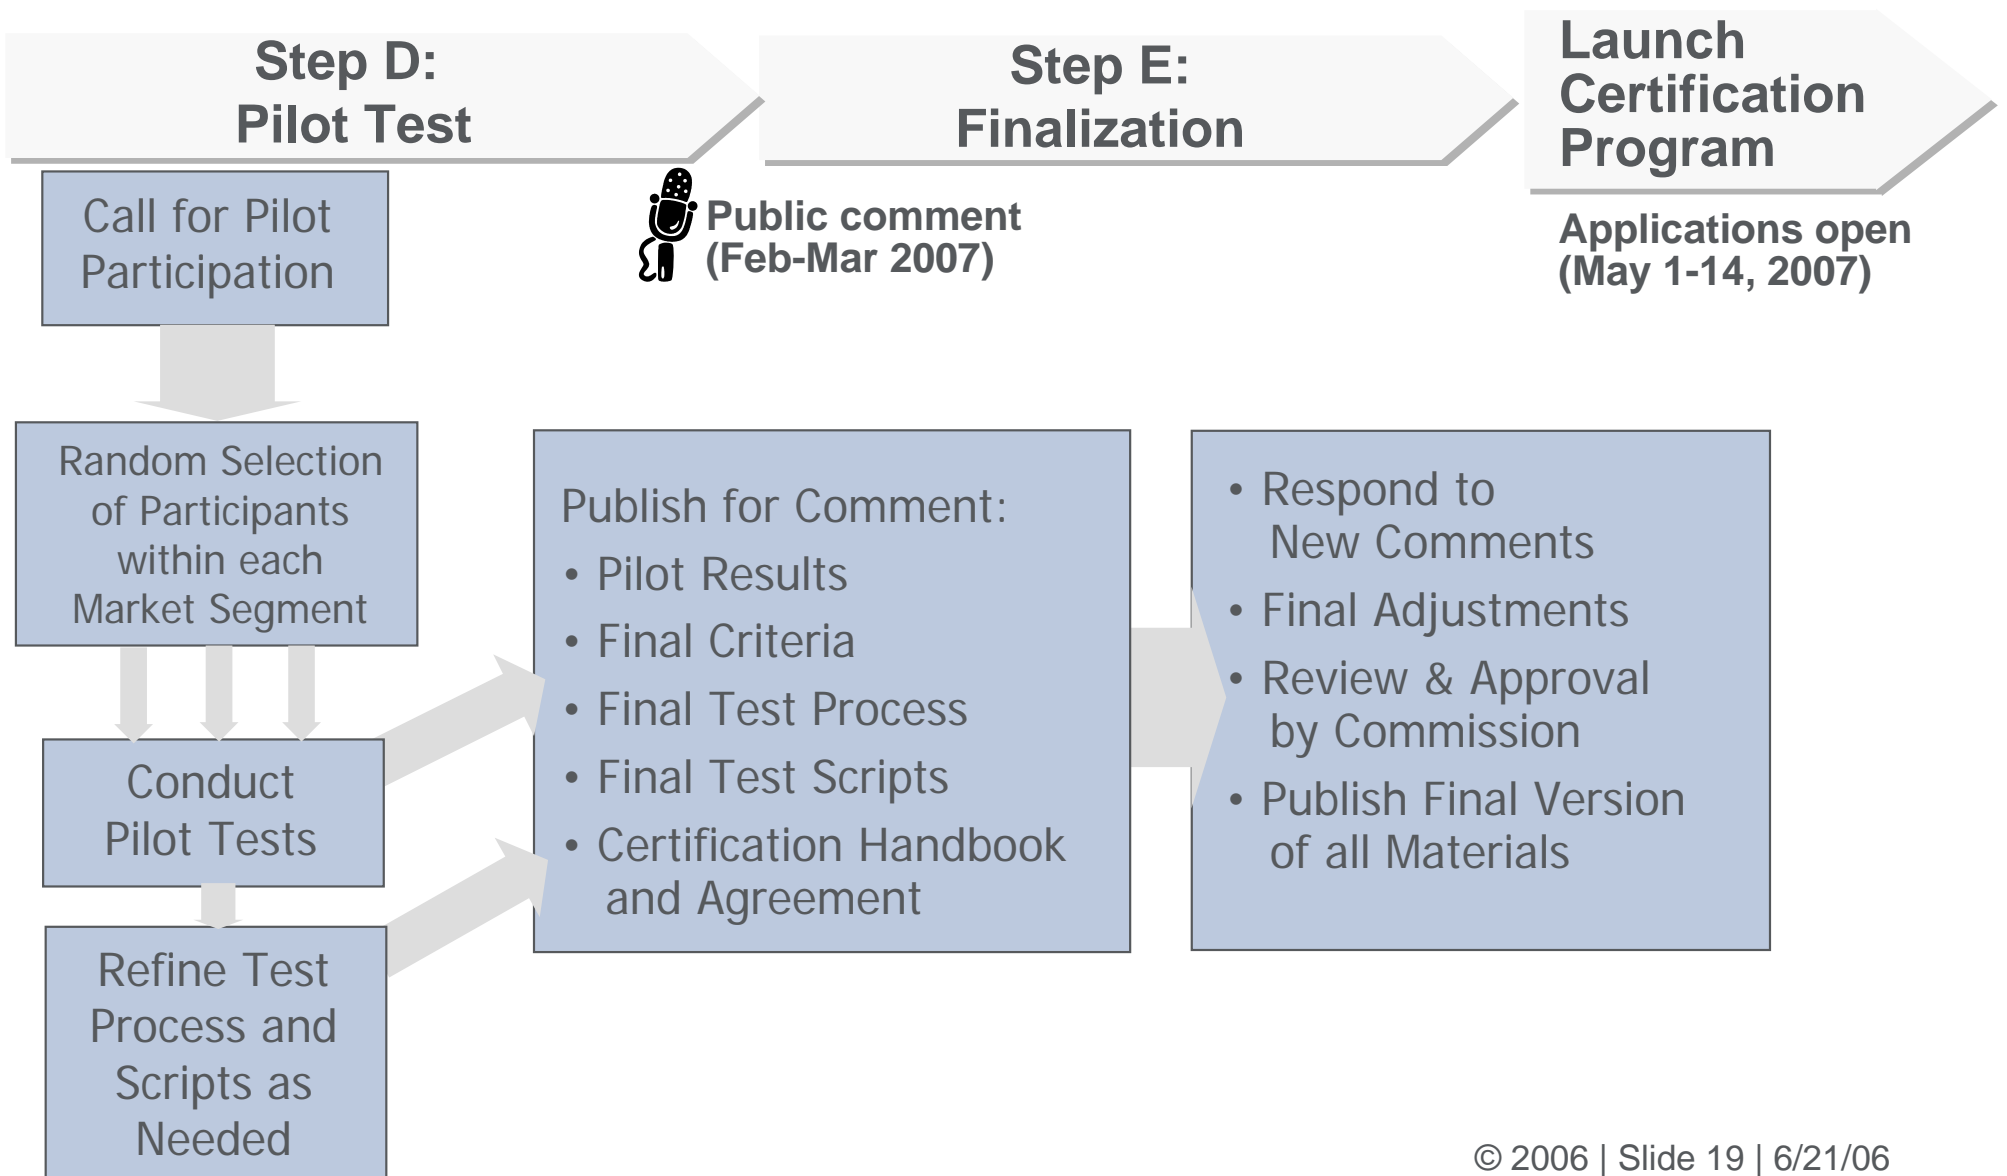 Step D:
Pilot Test
Step E:
Finalization
Launch
Certification
Program
Public comment
(Feb-Mar 2007)
Applications open
(May 1-14, 2007)
Call for Pilot
Participation
Random Selection
of Participants
within each
Market Segment
Conduct
Pilot Tests
Refine Test
Process and
Scripts as
Needed
Publish for Comment:
• Pilot Results
• Final Criteria
• Final Test Process
• Final Test Scripts
• Certification Handbook
and Agreement
• Respond to
New Comments
• Final Adjustments
• Review & Approval
by Commission
• Publish Final Version
of all Materials
© 2006 | Slide 19 | 6/21/06